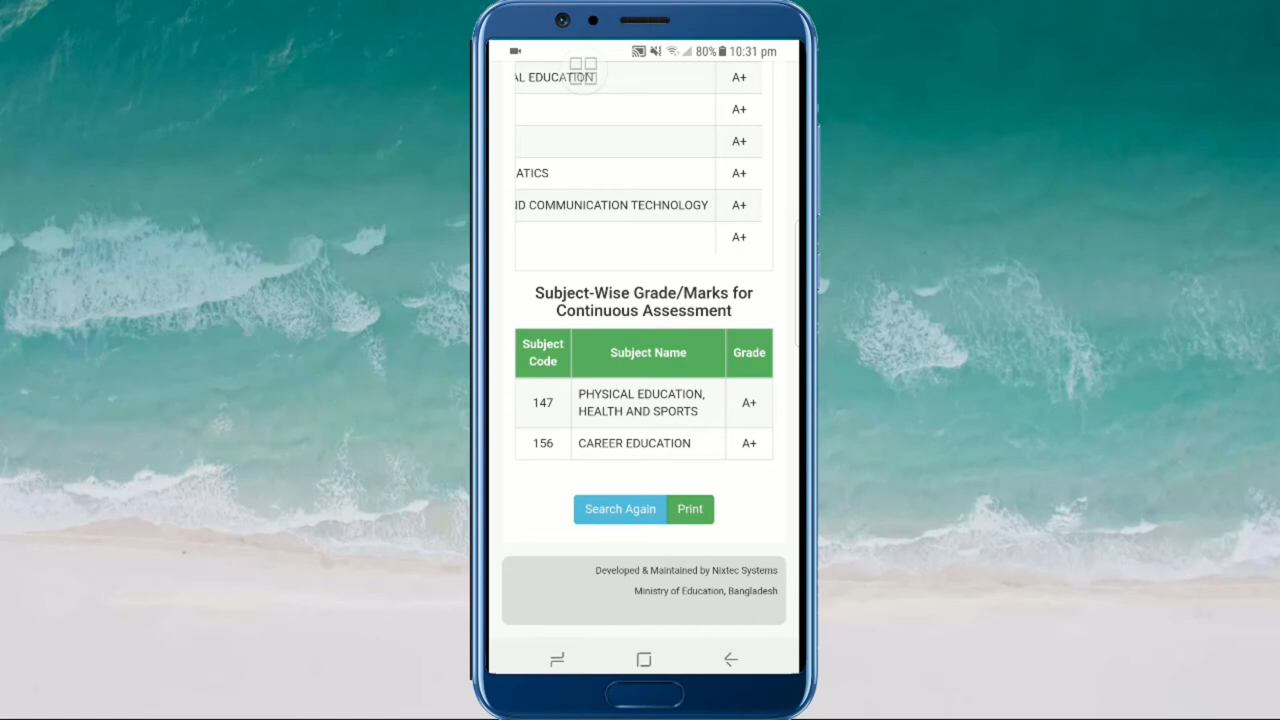 80% 10:31 pm
AL EDUCATION A+
A+
A+
ATICS A+
ID COMMUNICATION TECHNOLOGY A+
A+
Subject-Wise Grade/Marks for
Continuous Assessment
Subject Code Subject Name Grade
147 PHYSICAL EDUCATION, HEALTH AND SPORTS A+
156 CAREER EDUCATION A+
Search Again Print
Developed & Maintained by Nixtec Systems
Ministry of Education, Bangladesh